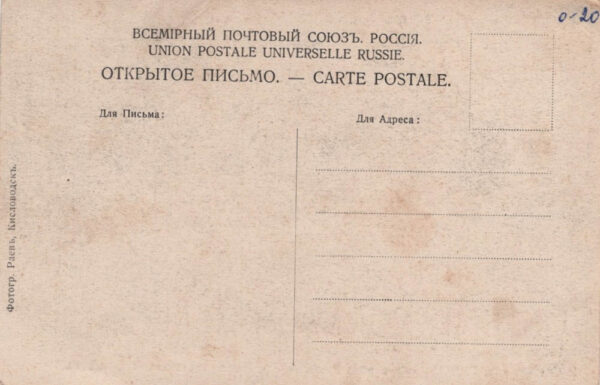 о-20
ВСЕМІРНЫЙ ПОЧТОВЫЙ СОЮЗЪ. РОССІЯ.
UNION POSTALE UNIVERSELLE RUSSIE.
ОТКРЫТОЕ ПИСЬМО. — CARTE POSTALE.
Для Письма:
Для Адреса:
Фотогр. Раевъ, Кисловодскъ.